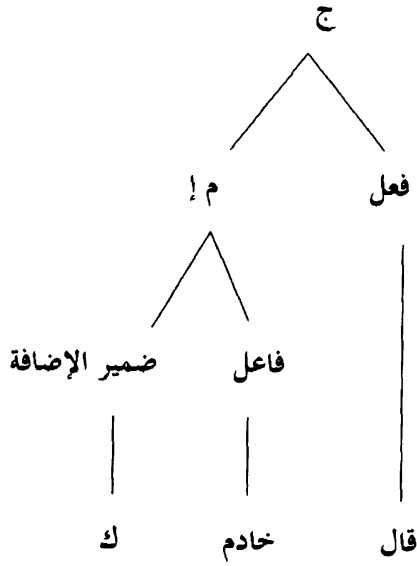 ج
فعل م إ
فاعل ضمير الإضافة
قال خادم ك